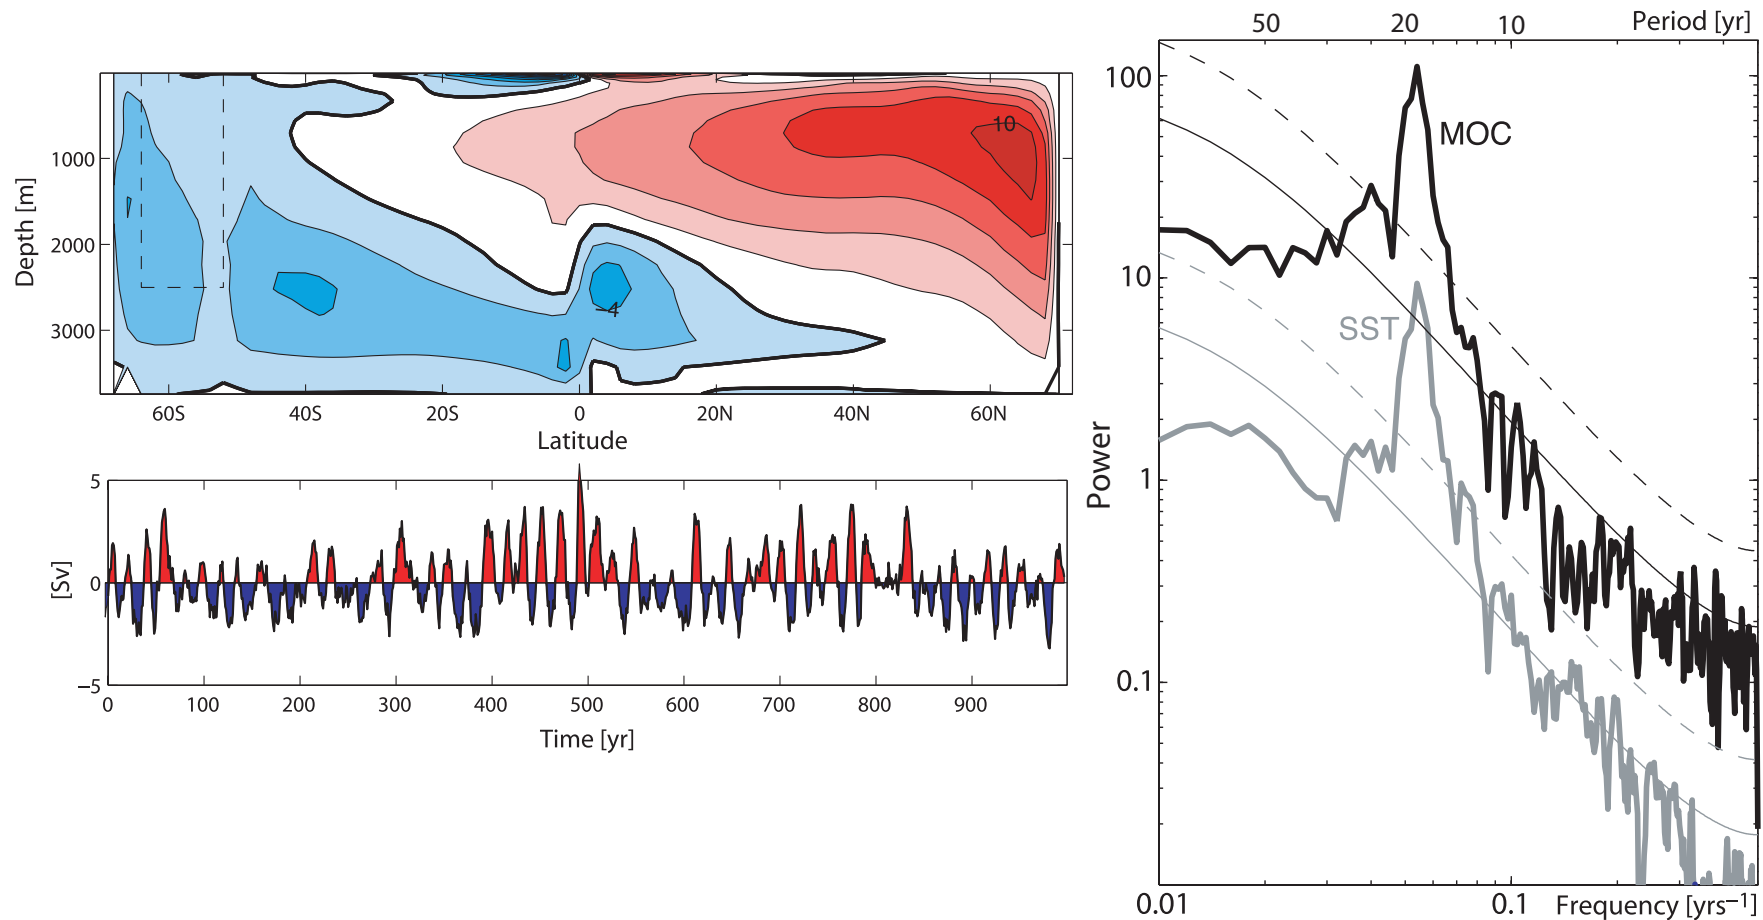 10
-4
1000
2000
3000
Depth [m]
60S 40S 20S 0 20N 40N 60N
Latitude
5
0
−5
[Sv]
0 100 200 300 400 500 600 700 800 900
Time [yr]
50 20 10 Period [yr]
100
10
1
0.1
Power
MOC
SST
0.01 0.1 Frequency [yrs⁻¹]